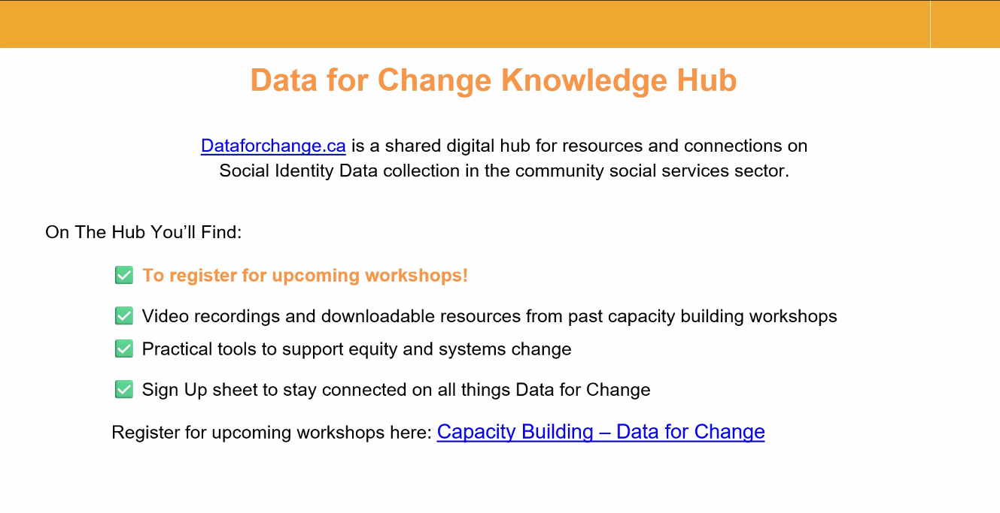 Data for Change Knowledge Hub
Dataforchange.ca is a shared digital hub for resources and connections on
Social Identity Data collection in the community social services sector.
On The Hub You’ll Find:
✅ To register for upcoming workshops!
✅ Video recordings and downloadable resources from past capacity building workshops
✅ Practical tools to support equity and systems change
✅ Sign Up sheet to stay connected on all things Data for Change
Register for upcoming workshops here: Capacity Building – Data for Change